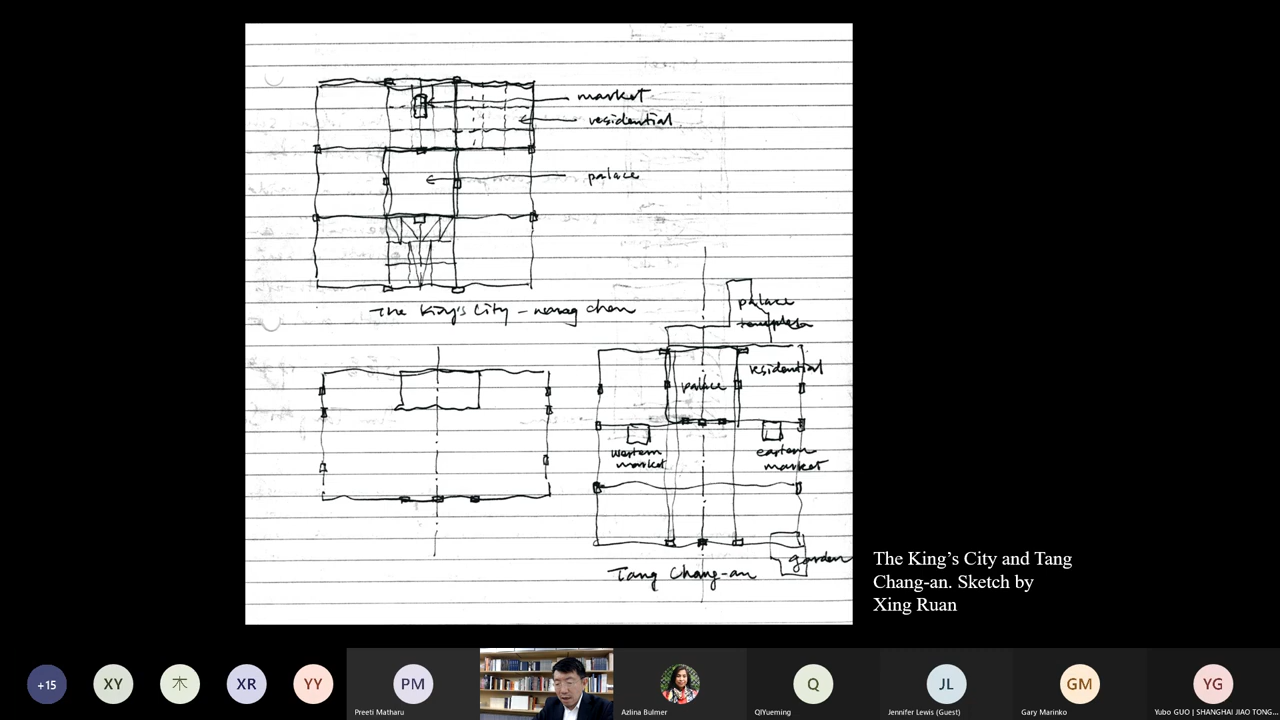 market
residential
palace
The King's City - wang chen
palace
temple
residential
palace
western
market
eastern
market
garden
Tang Chang-an
The King’s City and Tang
Chang-an. Sketch by
Xing Ruan
+15
XY
木
XR
YY
PM
Q
JL
GM
YG
Preeti Matharu
Azlina Bulmer
QIYueming
Jennifer Lewis (Guest)
Gary Marinko
Yubo GUO | SHANGHAI JIAO TONG...